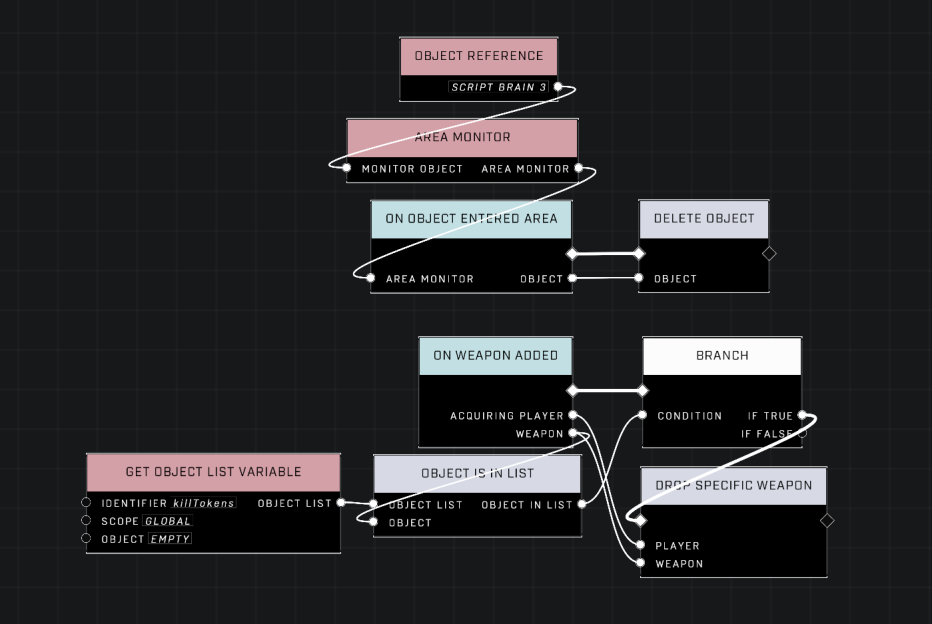 OBJECT REFERENCE
SCRIPT BRAIN 3
AREA MONITOR
MONITOR OBJECT AREA MONITOR
ON OBJECT ENTERED AREA
AREA MONITOR OBJECT
DELETE OBJECT
OBJECT
ON WEAPON ADDED
ACQUIRING PLAYER
WEAPON
BRANCH
CONDITION IF TRUE
IF FALSE
GET OBJECT LIST VARIABLE
IDENTIFIER killTokens OBJECT LIST
SCOPE GLOBAL
OBJECT EMPTY
OBJECT IS IN LIST
OBJECT LIST OBJECT IN LIST
OBJECT
DROP SPECIFIC WEAPON
PLAYER
WEAPON